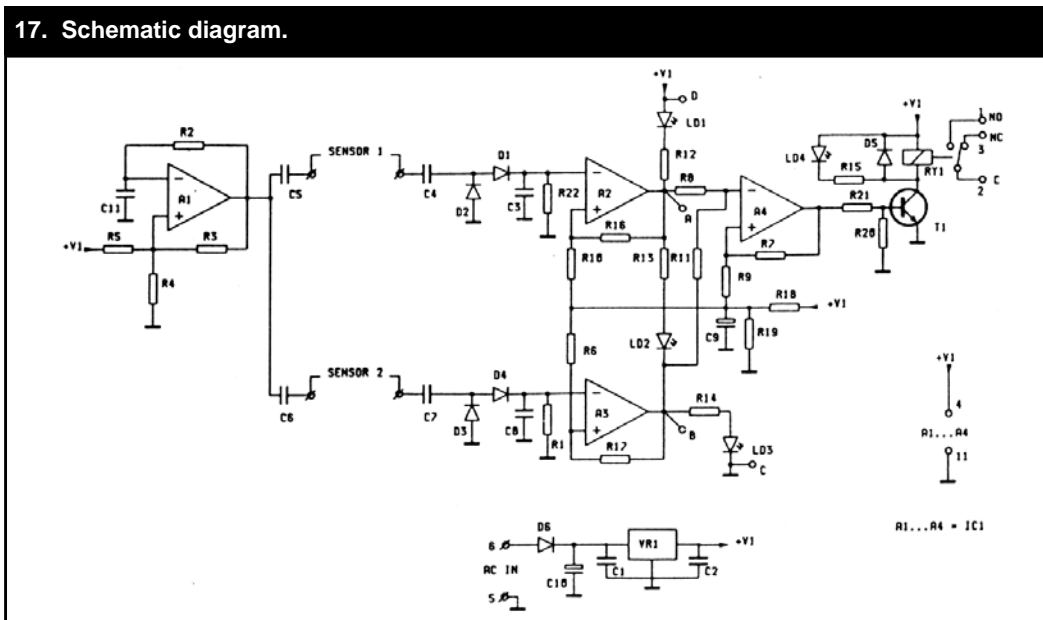 17. Schematic diagram.
+V1
D
LD1
+V1
1 NO
NC
3
C
2
R2
A1
C11
R5
+V1
R3
R4
C5
SENSOR 1
C4
D1
D2
C3
R22
A2
R12
R8
A
R16
R10
R13
R11
A4
R7
R9
LD4
D5
R15
RY1
R21
R20
T1
R18
+V1
C9
R19
R6
LD2
C6
SENSOR 2
C7
D4
D3
C8
R1
A3
R17
R14
B
LD3
C
+V1
4
A1...A4
11
A1...A4 = IC1
D6
6
AC IN
5
C10
C1
VR1
C2
+V1